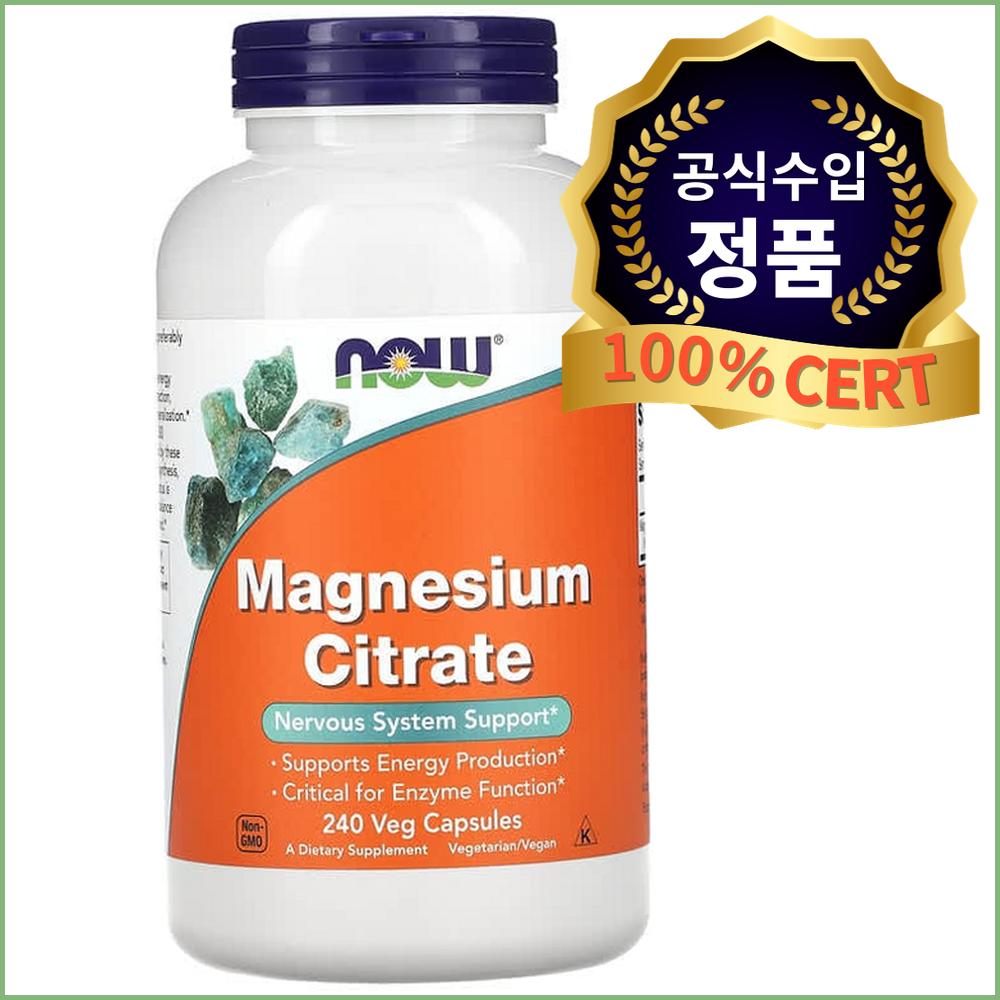 공식수입
정품
100% CERT
preferably
now®
Magnesium
Citrate
Nervous System Support*
• Supports Energy Production*
• Critical for Enzyme Function*
240 Veg Capsules
Non-
GMO
A Dietary Supplement Vegetarian/Vegan
K